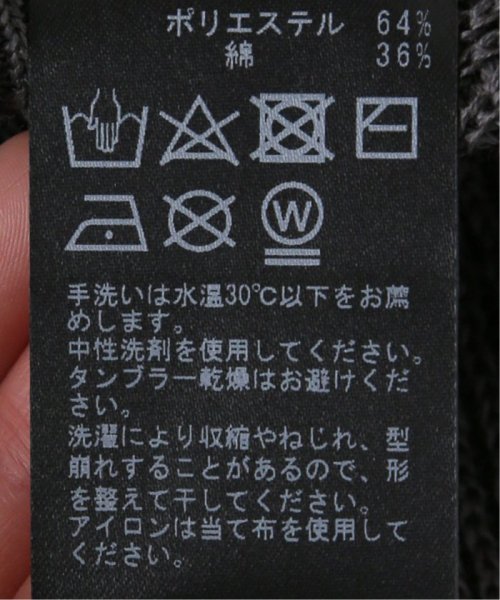 ポリエステル 64%
綿 36%
W
手洗いは水温30℃以下をお薦
めします。
中性洗剤を使用してください。
タンブラー乾燥はお避けくだ
さい。
洗濯により収縮やねじれ、型
崩れすることがあるので、形
を整えて干してください。
アイロンは当て布を使用して
ください。